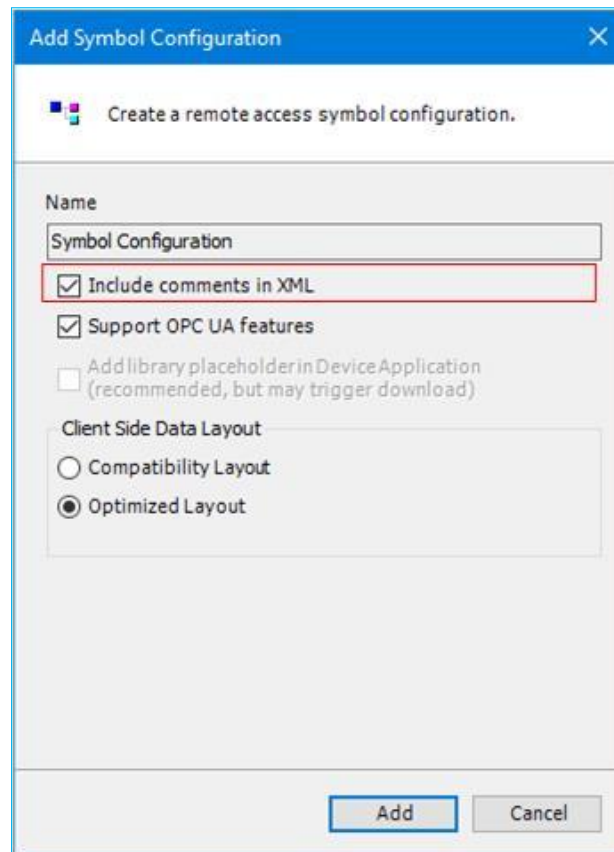 Add Symbol Configuration
Create a remote access symbol configuration.
Name
Symbol Configuration
Include comments in XML
Support OPC UA features
Add library placeholder in Device Application
(recommended, but may trigger download)
Client Side Data Layout
Compatibility Layout
Optimized Layout
Add
Cancel